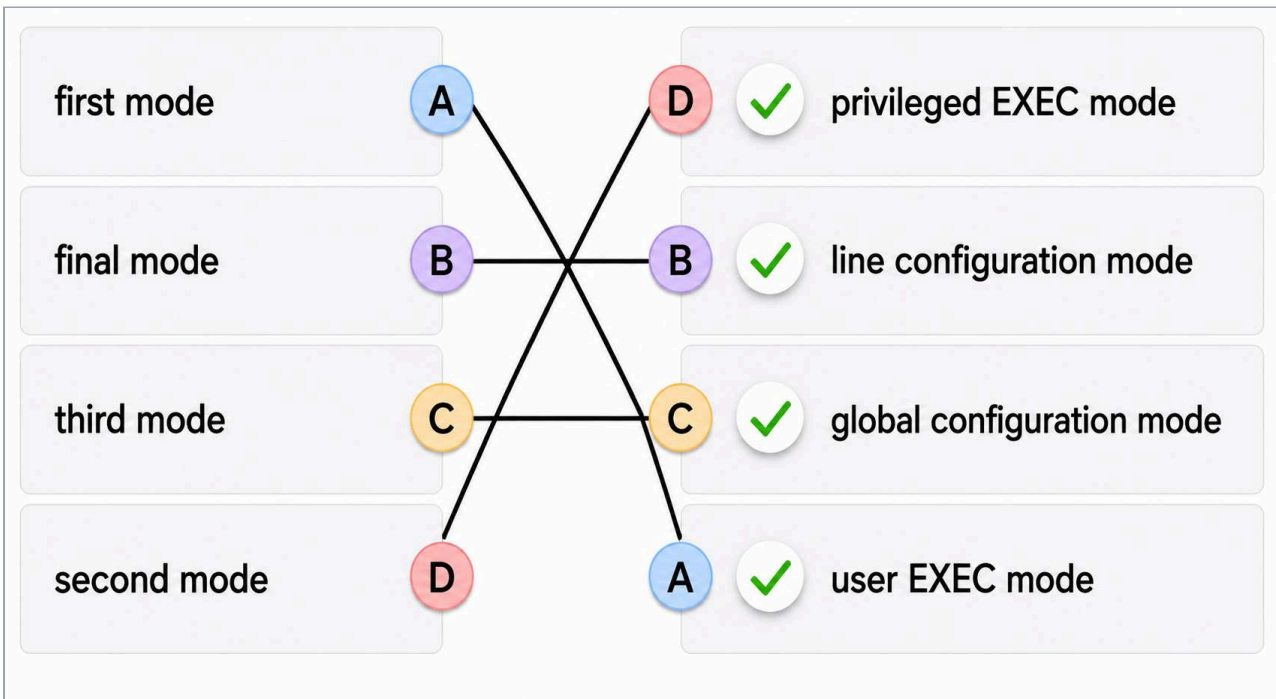 first mode A D privileged EXEC mode
final mode B B line configuration mode
third mode C C global configuration mode
second mode D A user EXEC mode